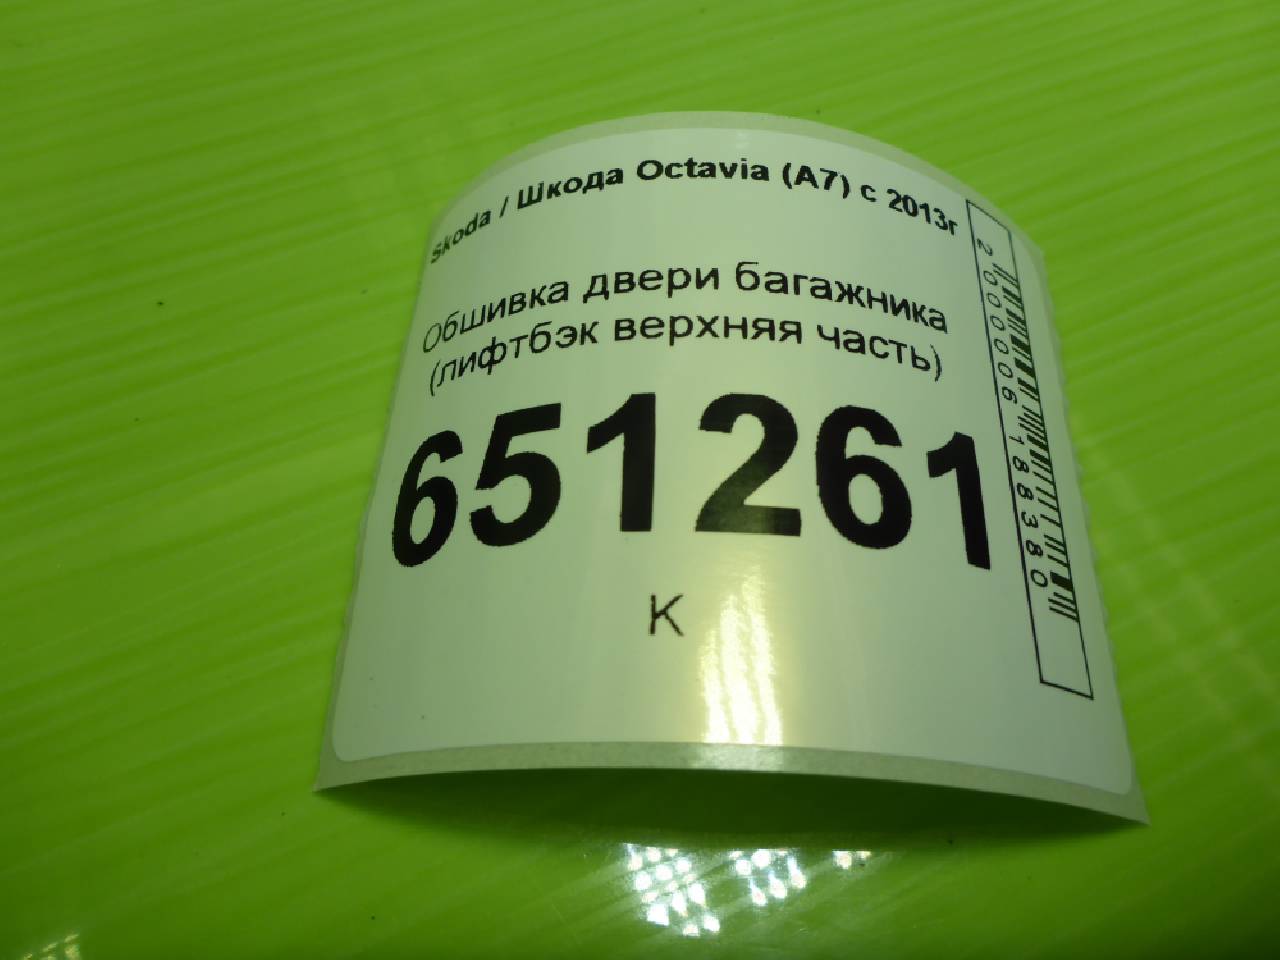 Skoda / Шкода Octavia (A7) с 2013г
Обшивка двери багажника
(лифтбэк верхняя часть)
651261
К
2000006188380